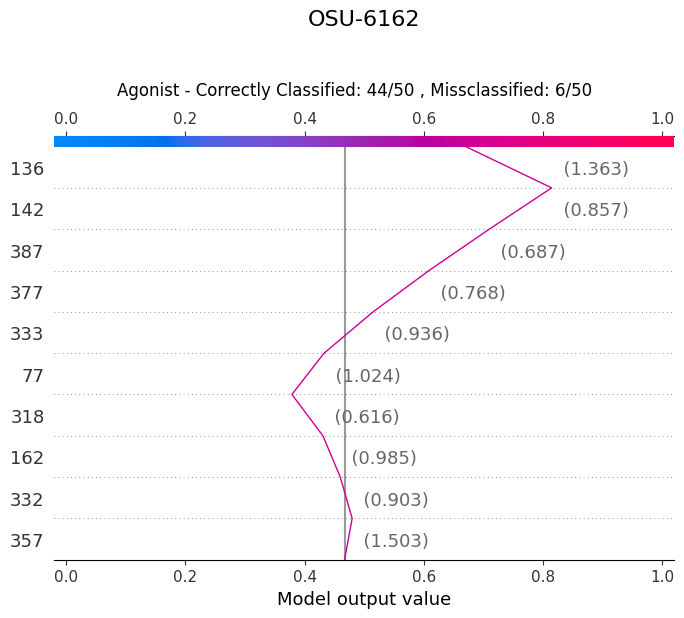 OSU-6162
Agonist - Correctly Classified: 44/50 , Missclassified: 6/50
0.0 0.2 0.4 0.6 0.8 1.0
136 (1.363)
142 (0.857)
387 (0.687)
377 (0.768)
333 (0.936)
77 (1.024)
318 (0.616)
162 (0.985)
332 (0.903)
357 (1.503)
0.0 0.2 0.4 0.6 0.8 1.0
Model output value